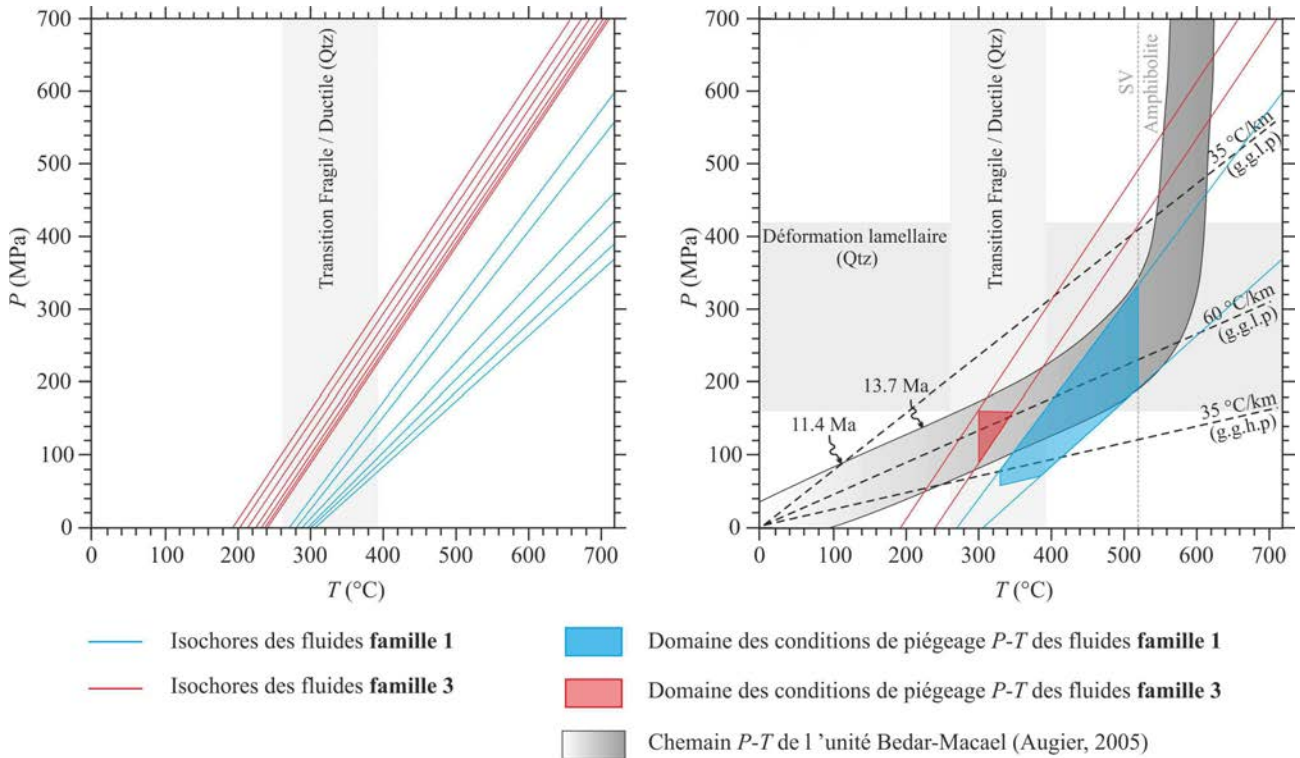 700
600
500
400
300
200
100
0
P (MPa)
0 100 200 300 400 500 600 700
T (°C)
Transition Fragile / Ductile (Qtz)
700
600
500
400
300
200
100
0
P (MPa)
0 100 200 300 400 500 600 700
T (°C)
Déformation lamellaire
(Qtz)
Transition Fragile / Ductile (Qtz)
SV
Amphibolite
35 °C/km
(g.g.l.p)
60 °C/km
(g.g.l.p)
35 °C/km
(g.g.h.p)
13.7 Ma
11.4 Ma
Isochores des fluides famille 1
Isochores des fluides famille 3
Domaine des conditions de piégeage P-T des fluides famille 1
Domaine des conditions de piégeage P-T des fluides famille 3
Chemain P-T de l 'unité Bedar-Macael (Augier, 2005)